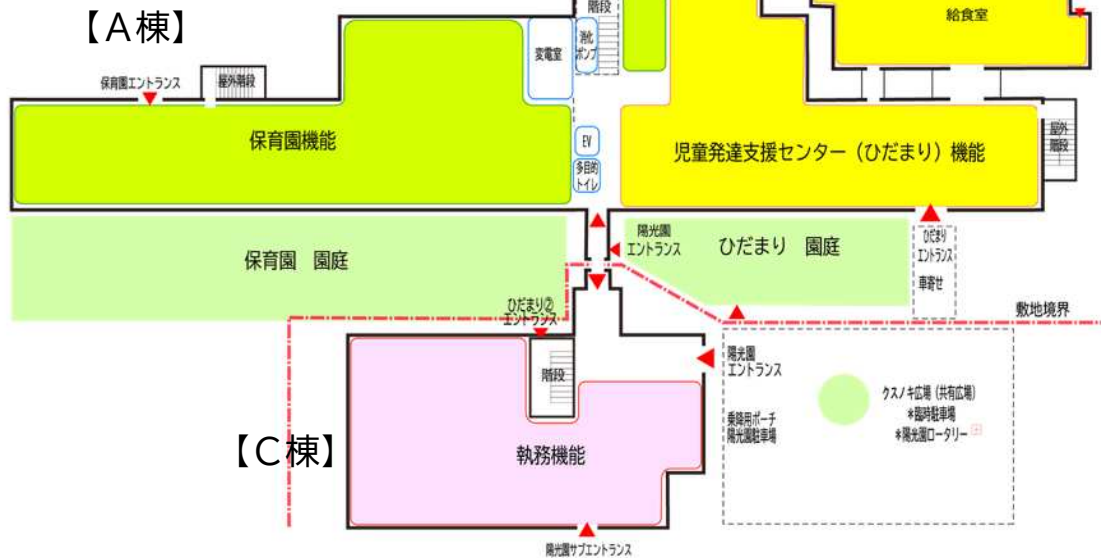 【A棟】
階段
給食室
変電室
消化
ポンプ
保育園エントランス
屋外階段
保育園機能
EV
多目的
トイレ
児童発達支援センター（ひだまり）機能
屋外
階段
保育園 園庭
陽光園
エントランス
ひだまり 園庭
ひだまり
エントランス
車寄せ
ひだまり②
エントランス
敷地境界
階段
陽光園
エントランス
乗降用ポーチ
陽光園駐車場
クスノキ広場（共有広場）
＊臨時駐車場
＊陽光園ロータリー
【C棟】
執務機能
陽光園サブエントランス